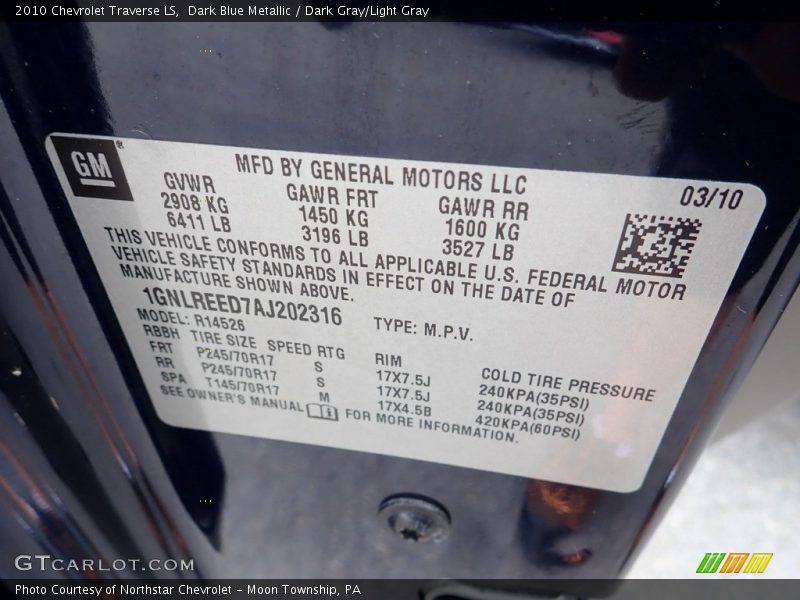 2010 Chevrolet Traverse LS,  Dark Blue Metallic / Dark Gray/Light Gray
GM®
MFD BY GENERAL MOTORS LLC
03/10
GVWR GAWR FRT GAWR RR
2908 KG 1450 KG 1600 KG
6411 LB 3196 LB 3527 LB
THIS VEHICLE CONFORMS TO ALL APPLICABLE U.S. FEDERAL MOTOR
VEHICLE SAFETY STANDARDS IN EFFECT ON THE DATE OF
MANUFACTURE SHOWN ABOVE.
1GNLREED7AJ202316 TYPE: M.P.V.
MODEL: R14526
RBBH TIRE SIZE SPEED RTG RIM COLD TIRE PRESSURE
FRT P245/70R17 S 17X7.5J 240KPA(35PSI)
RR P245/70R17 S 17X7.5J 240KPA(35PSI)
SPA T145/70R17 M 17X4.5B 420KPA(60PSI)
SEE OWNER'S MANUAL FOR MORE INFORMATION.
GTCARLOT.COM
Photo Courtesy of Northstar Chevrolet - Moon Township, PA